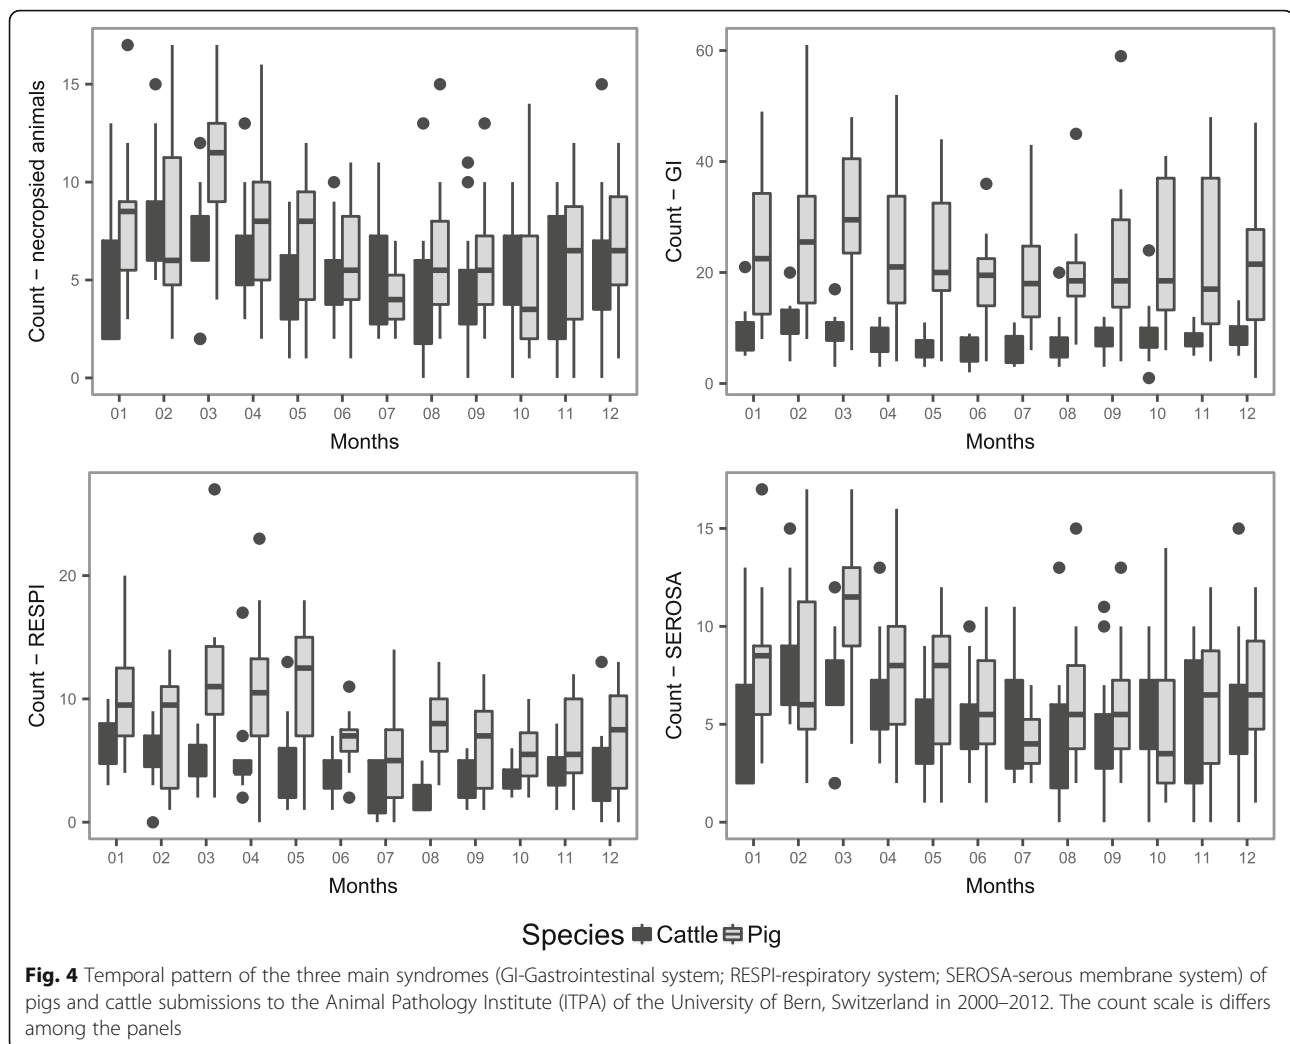 Count − necropsied animals
15
10
5
0
01 02 03 04 05 06 07 08 09 10 11 12
Months
Count − GI
60
40
20
0
01 02 03 04 05 06 07 08 09 10 11 12
Months
Count − RESPI
20
10
0
01 02 03 04 05 06 07 08 09 10 11 12
Months
Count − SEROSA
15
10
5
0
01 02 03 04 05 06 07 08 09 10 11 12
Months
Species Cattle Pig
Fig. 4 Temporal pattern of the three main syndromes (GI-Gastrointestinal system; RESPI-respiratory system; SEROSA-serous membrane system) of
pigs and cattle submissions to the Animal Pathology Institute (ITPA) of the University of Bern, Switzerland in 2000–2012. The count scale is differs
among the panels